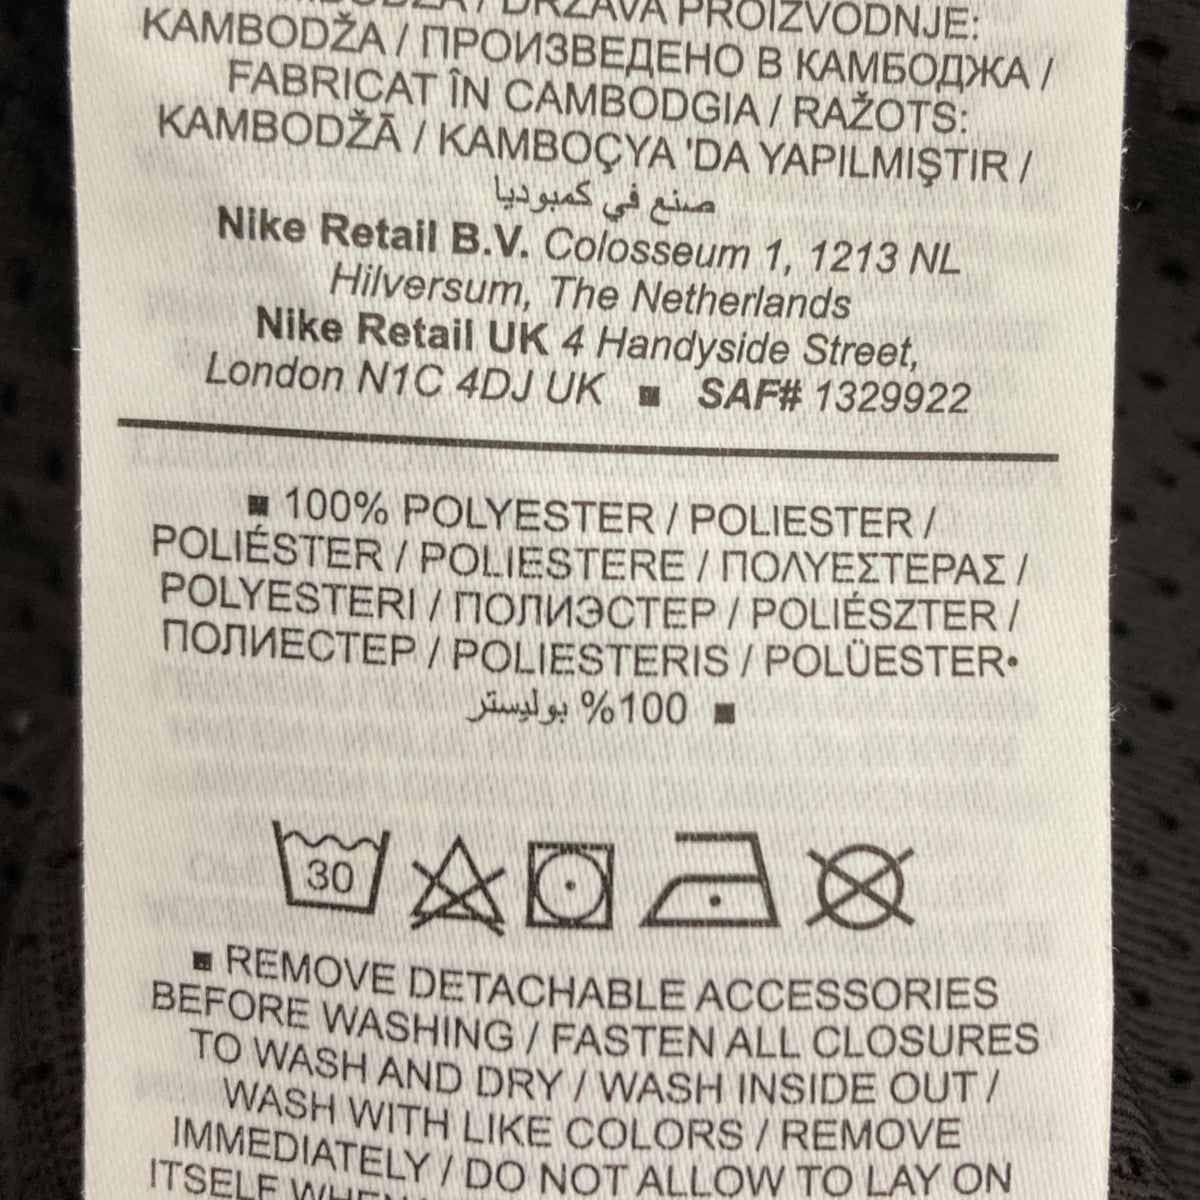 / DRŽAVA PROIZVODNJE:
KAMBODŽA / ПРОИЗВЕДЕНО В КАМБОДЖА /
FABRICAT ÎN CAMBODGIA / RAŽOTS:
KAMBODŽĀ / KAMBOÇYA 'DA YAPILMIŞTIR /
صنع في كمبوديا
Nike Retail B.V. Colosseum 1, 1213 NL
Hilversum, The Netherlands
Nike Retail UK 4 Handyside Street,
London N1C 4DJ UK ■ SAF# 1329922
■ 100% POLYESTER / POLIESTER /
POLIÉSTER / POLIESTERE / ΠΟΛΥΕΣΤΕΡΑΣ /
POLYESTERI / ПОЛИЭСТЕР / POLIÉSZTER /
ПОЛИЕСТЕР / POLIESTERIS / POLÜESTER•
■ 100% بوليستر
30
■ REMOVE DETACHABLE ACCESSORIES
BEFORE WASHING / FASTEN ALL CLOSURES
TO WASH AND DRY / WASH INSIDE OUT /
WASH WITH LIKE COLORS / REMOVE
IMMEDIATELY / DO NOT ALLOW TO LAY ON
ITSELF WHEN